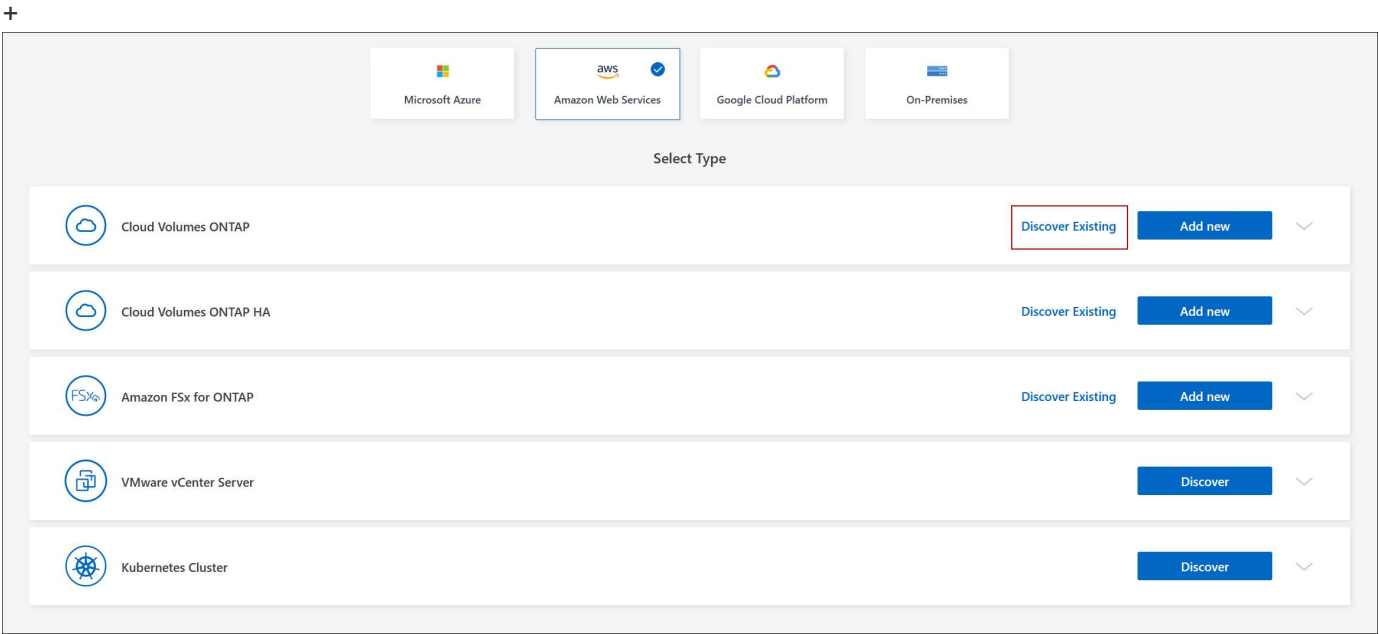 +
aws
Microsoft Azure
Amazon Web Services
Google Cloud Platform
On-Premises
Select Type
Cloud Volumes ONTAP
Discover Existing
Add new
Cloud Volumes ONTAP HA
Discover Existing
Add new
FSx
Amazon FSx for ONTAP
Discover Existing
Add new
VMware vCenter Server
Discover
Kubernetes Cluster
Discover